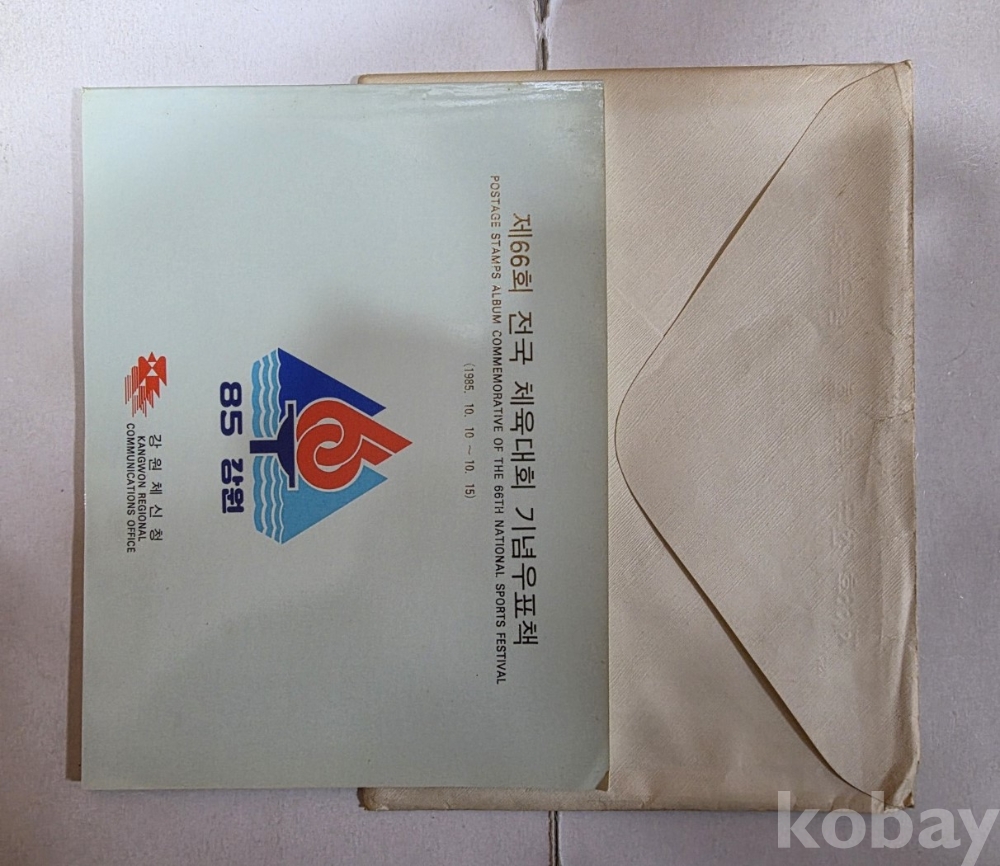 제66회 전국 체육대회 기념우표책
POSTAGE STAMPS ALBUM COMMEMORATIVE OF THE 66TH NATIONAL SPORTS FESTIVAL
(1985. 10. 10 ~ 10. 15)
85 강원
강원체신청
KANGWON REGIONAL
COMMUNICATIONS OFFICE
kobay